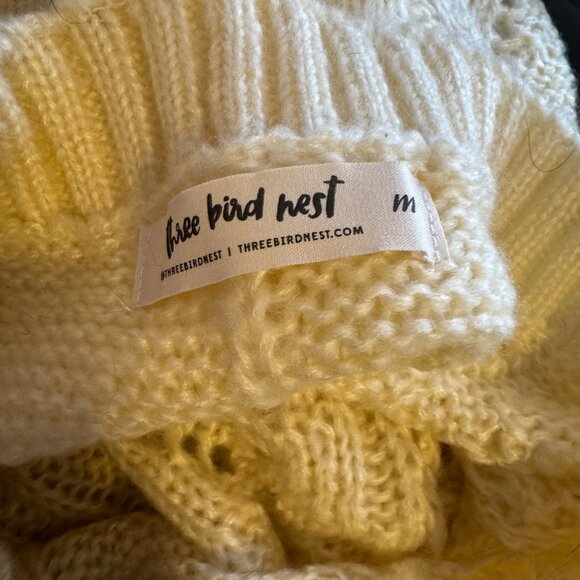 three bird nest m
@THREEBIRDNEST | THREEBIRDNEST.COM